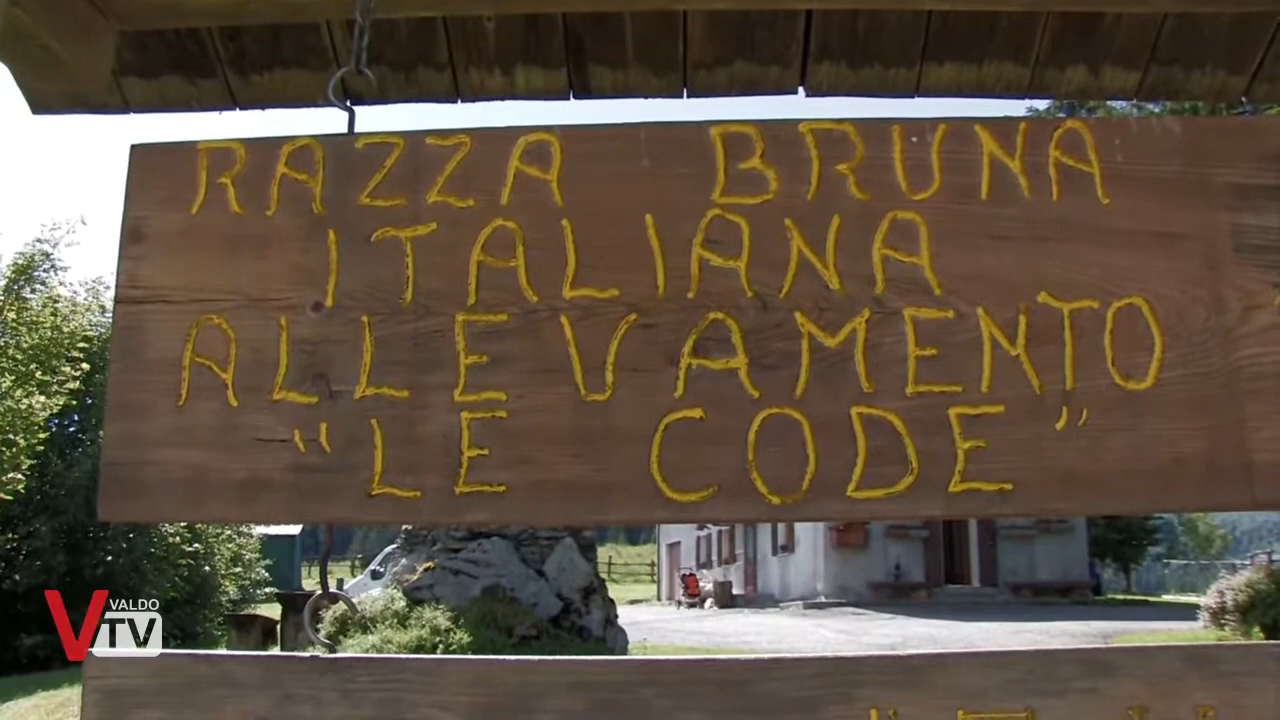 RAZZA BRUNA
ITALIANA
ALLEVAMENTO
"LE CODE"
VALDO
TV